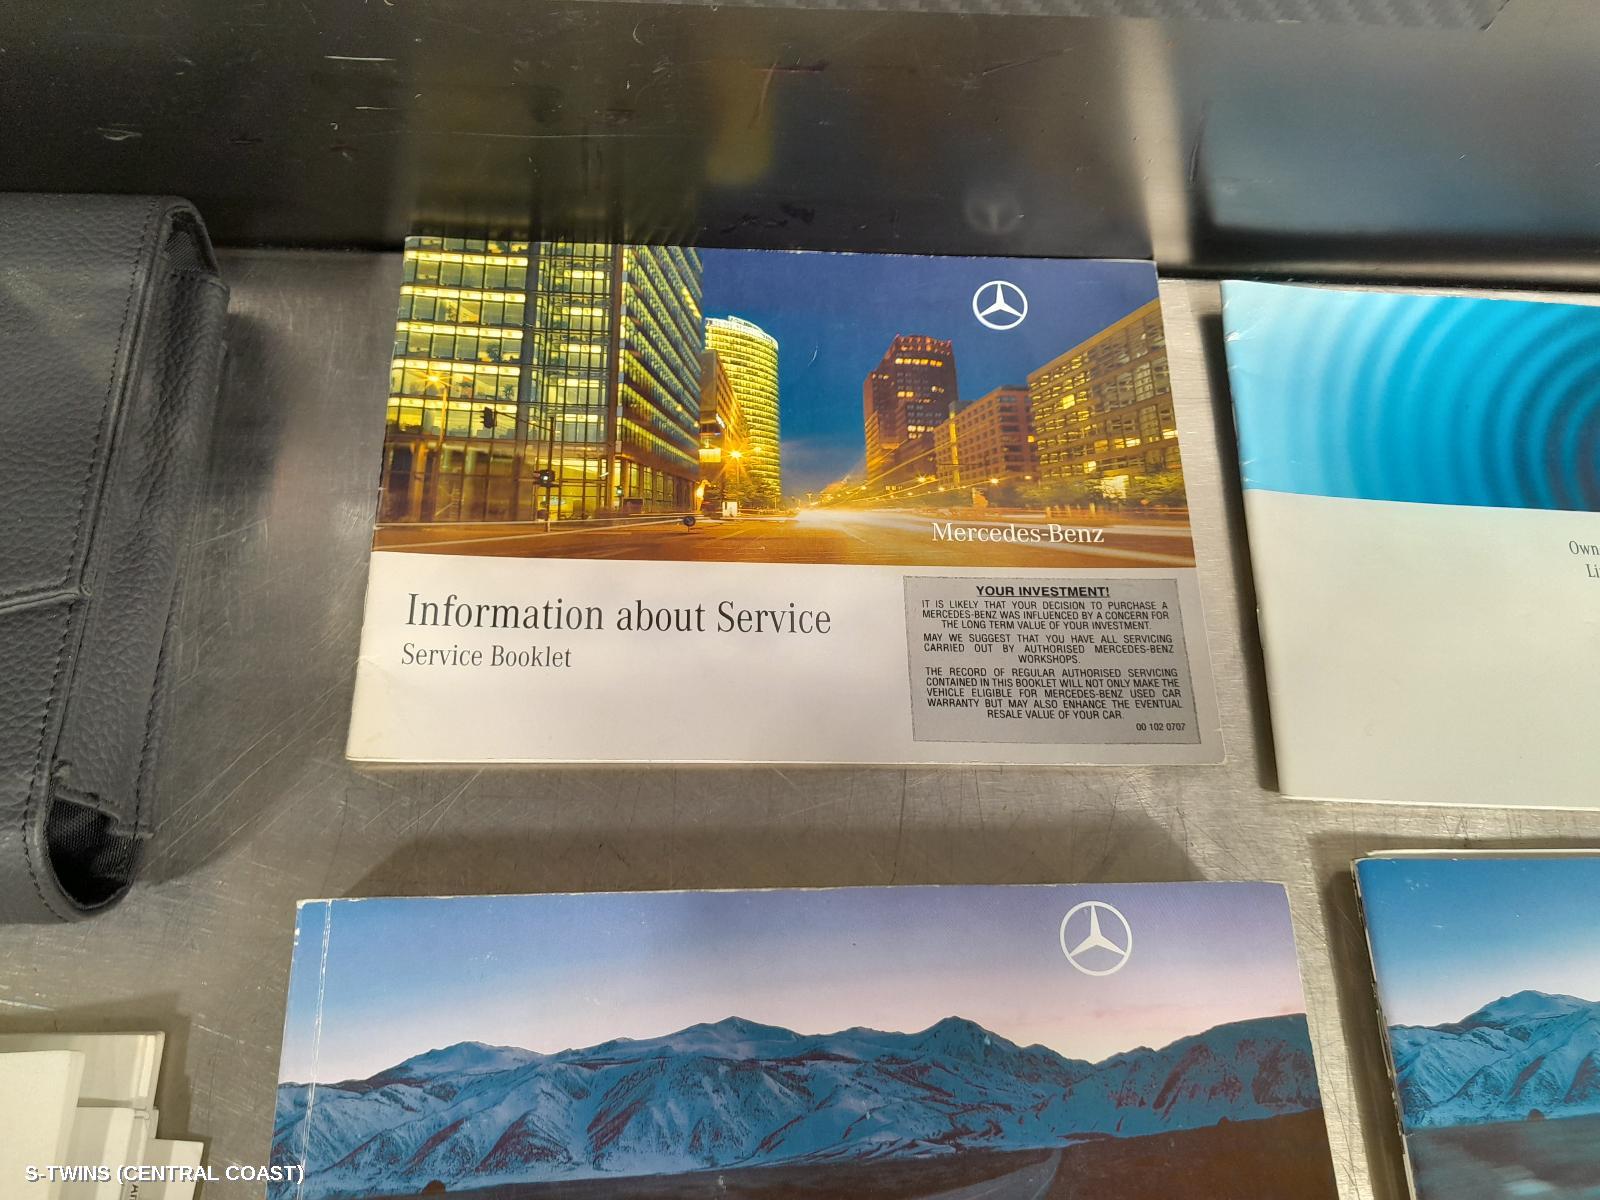 Mercedes-Benz
Information about Service
Service Booklet
YOUR INVESTMENT!
IT IS LIKELY THAT YOUR DECISION TO PURCHASE A
MERCEDES-BENZ WAS INFLUENCED BY A CONCERN FOR
THE LONG TERM VALUE OF YOUR INVESTMENT.
MAY WE SUGGEST THAT YOU HAVE ALL SERVICING
CARRIED OUT BY AUTHORISED MERCEDES-BENZ
WORKSHOPS.
THE RECORD OF REGULAR AUTHORISED SERVICING
CONTAINED IN THIS BOOKLET WILL NOT ONLY MAKE THE
VEHICLE ELIGIBLE FOR MERCEDES-BENZ USED CAR
WARRANTY BUT MAY ALSO ENHANCE THE EVENTUAL
RESALE VALUE OF YOUR CAR.
00 102 0707
Own
Li
S-TWINS (CENTRAL COAST)